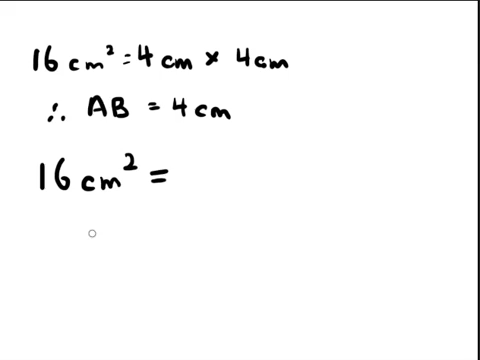 16 cm² = 4 cm × 4 cm
∴ AB = 4 cm
16 cm² =